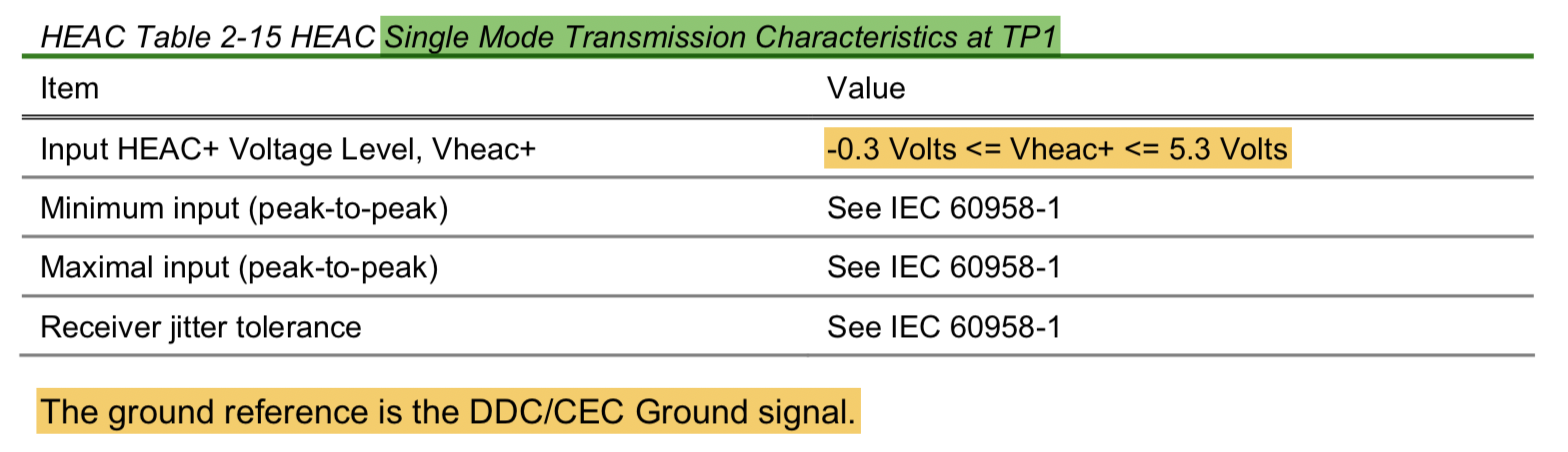 HEAC Table 2-15 HEAC Single Mode Transmission Characteristics at TP1
Item Value
Input HEAC+ Voltage Level, Vheac+ -0.3 Volts <= Vheac+ <= 5.3 Volts
Minimum input (peak-to-peak) See IEC 60958-1
Maximal input (peak-to-peak) See IEC 60958-1
Receiver jitter tolerance See IEC 60958-1
The ground reference is the DDC/CEC Ground signal.